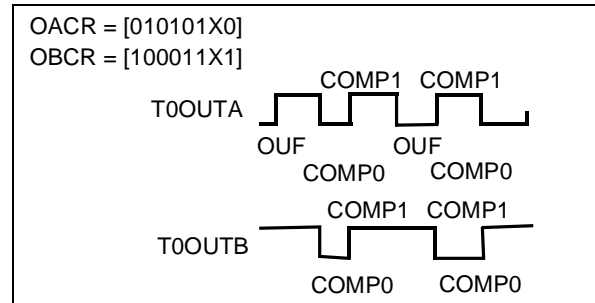 OACR = [010101X0]
OBCR = [100011X1]
COMP1 COMP1
T0OUTA
OUF OUF
COMP0 COMP0
COMP1 COMP1
T0OUTB
COMP0 COMP0